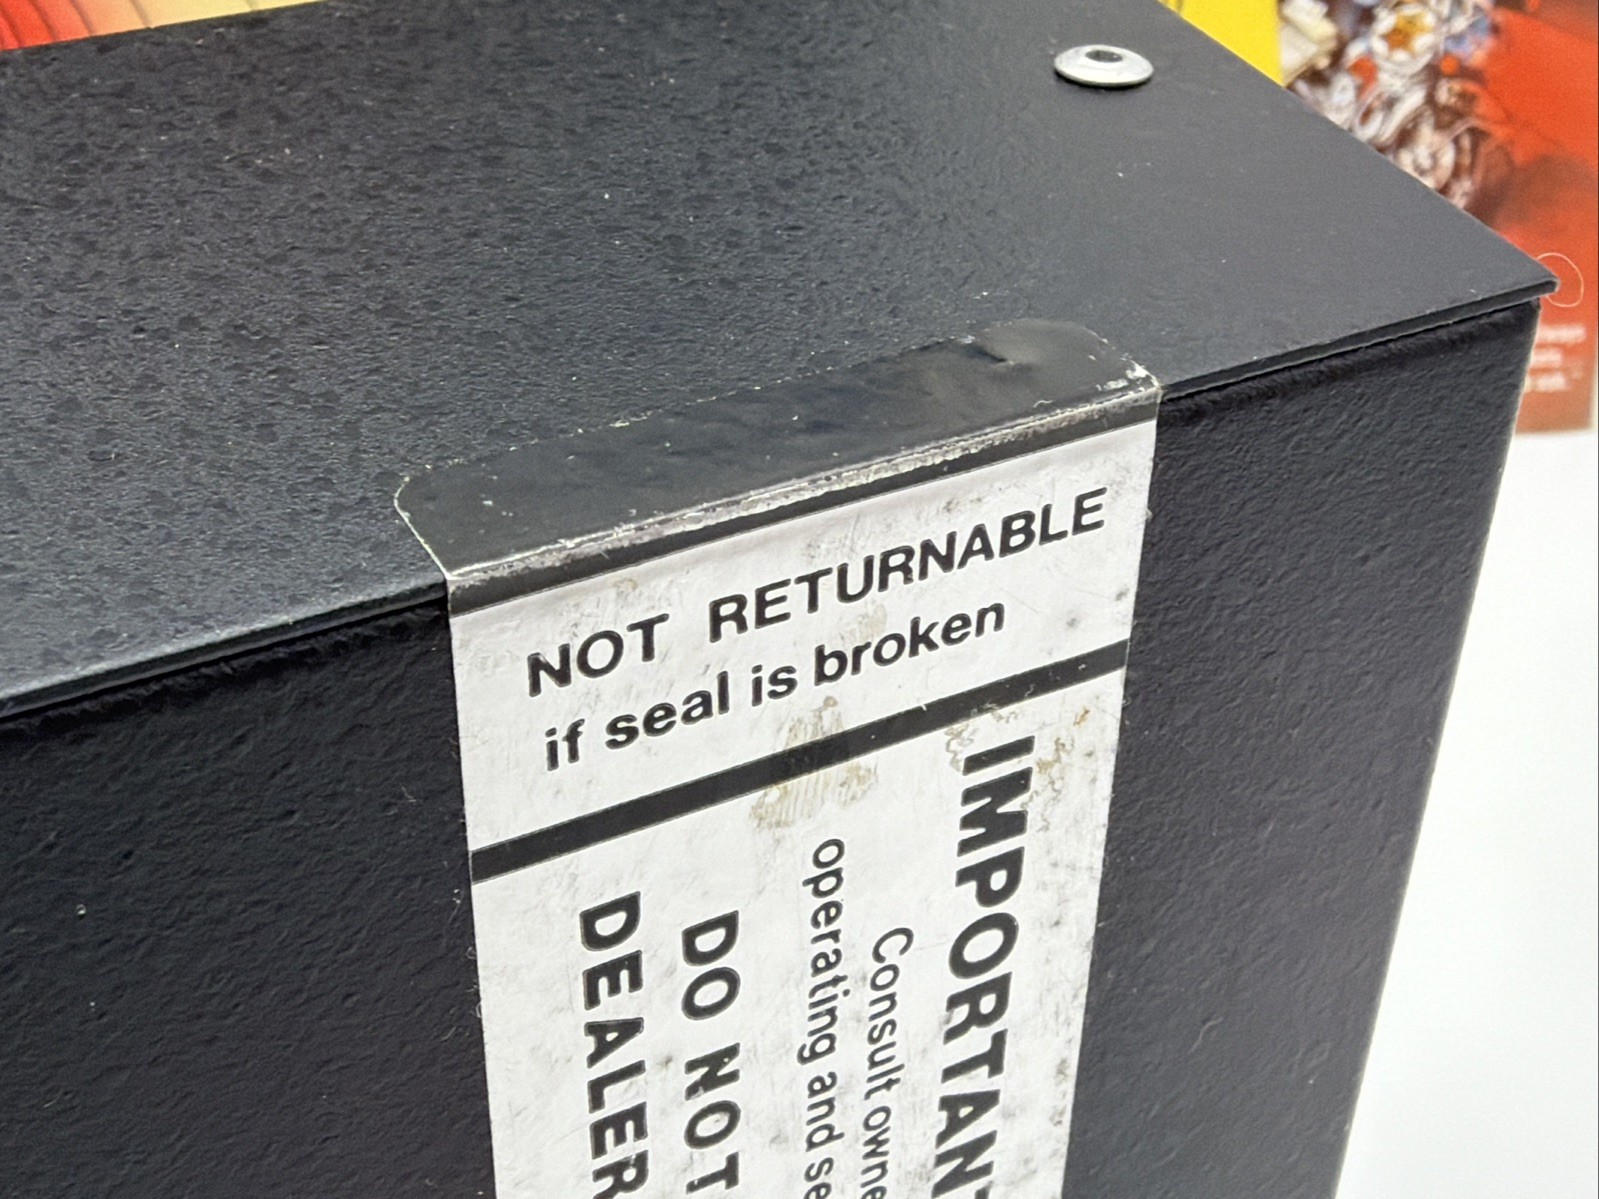 NOT RETURNABLE
if seal is broken
IMPORTANT
Consult owne
operating and se
DO NOT
DEALER